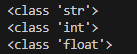 <class 'str'>
<class 'int'>
<class 'float'>